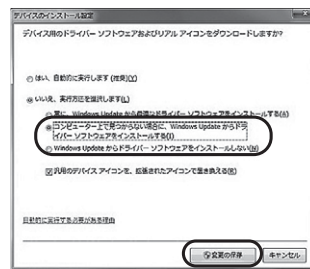 デバイスのインストール設定
デバイス用のドライバー ソフトウェアおよびリアル アイコンをダウンロードしますか?
はい、自動的に実行します (推奨)(Y)
いいえ、実行方法を選択します(L)
常に、Windows Update から最適なドライバー ソフトウェアをインストールする(A)
コンピューター上で見つからない場合に、Windows Update からドラ
イバー ソフトウェアをインストールする(I)
Windows Update からドライバー ソフトウェアをインストールしない(N)
汎用のデバイス アイコンを、拡張されたアイコンで置き換える(R)
自動的に実行する必要がある理由
変更の保存
キャンセル